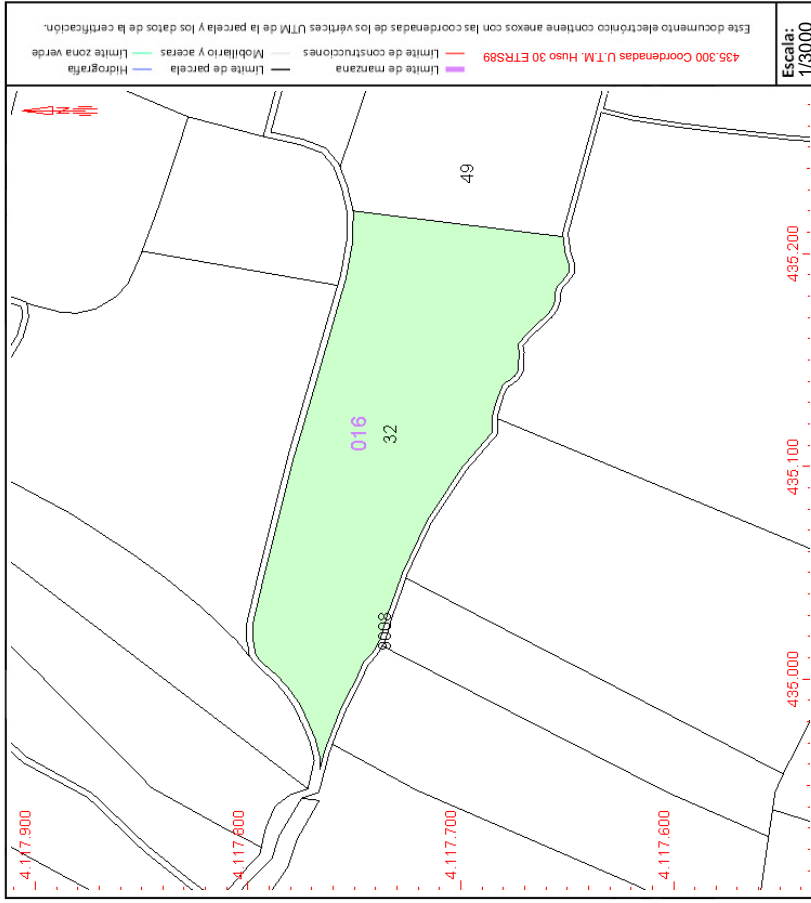 Este documento electrónico contiene anexos con las coordenadas de los vértices UTM de la parcela y los datos de la certificación.
435.300 Coordenadas U.T.M. Huso 30 ETRS89
Límite de manzana
Límite de construcciones
Límite de parcela
Mobiliario y aceras
Hidrografía
Límite zona verde
Escala:
1/3000
49
016
32
9008
435.200
435.100
435.000
4.117.900
4.117.800
4.117.700
4.117.600